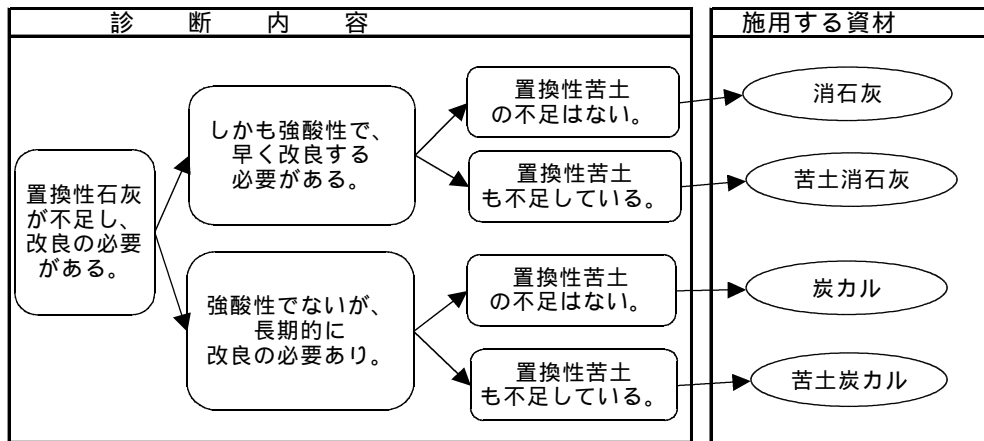 診断内容
施用する資材
置換性石灰
が不足し、
改良の必要
がある。
しかも強酸性で、
早く改良する
必要がある。
置換性苦土
の不足はない。
消石灰
置換性苦土
も不足している。
苦土消石灰
強酸性でないが、
長期的に
改良の必要あり。
置換性苦土
の不足はない。
炭カル
置換性苦土
も不足している。
苦土炭カル